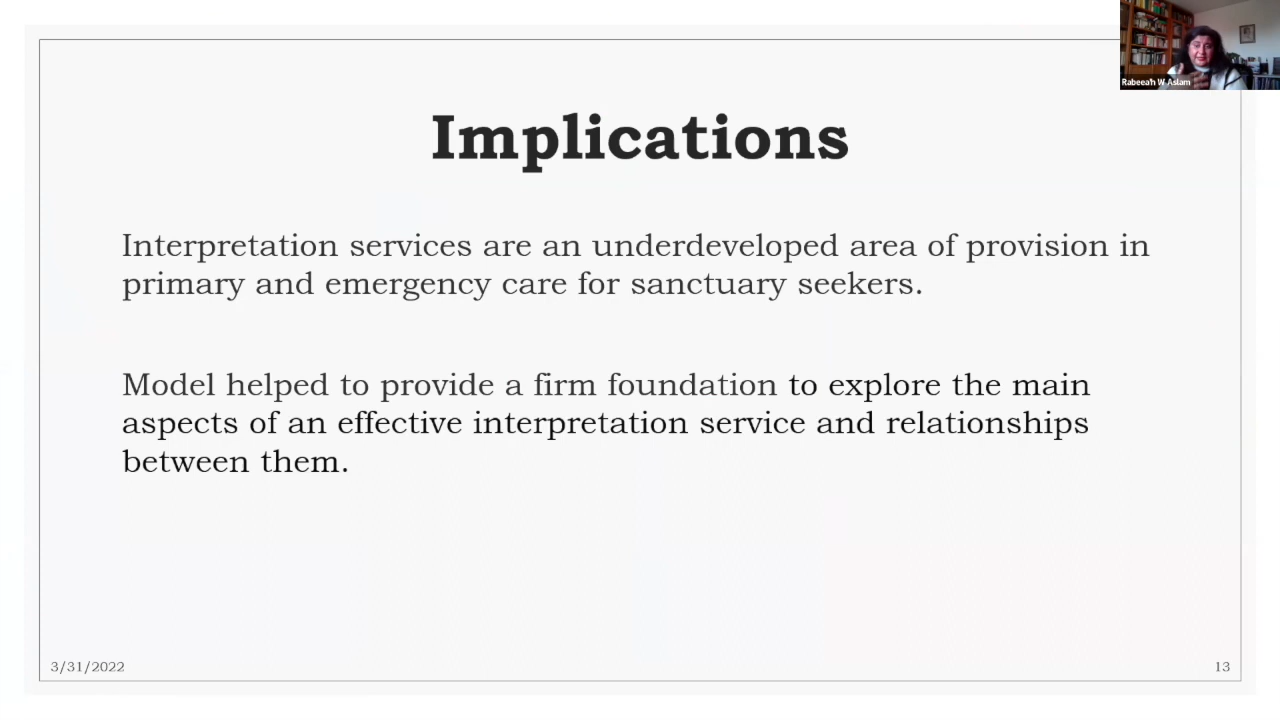 Rabeea'h W Aslam
Implications
Interpretation services are an underdeveloped area of provision in
primary and emergency care for sanctuary seekers.
Model helped to provide a firm foundation to explore the main
aspects of an effective interpretation service and relationships
between them.
3/31/2022
13